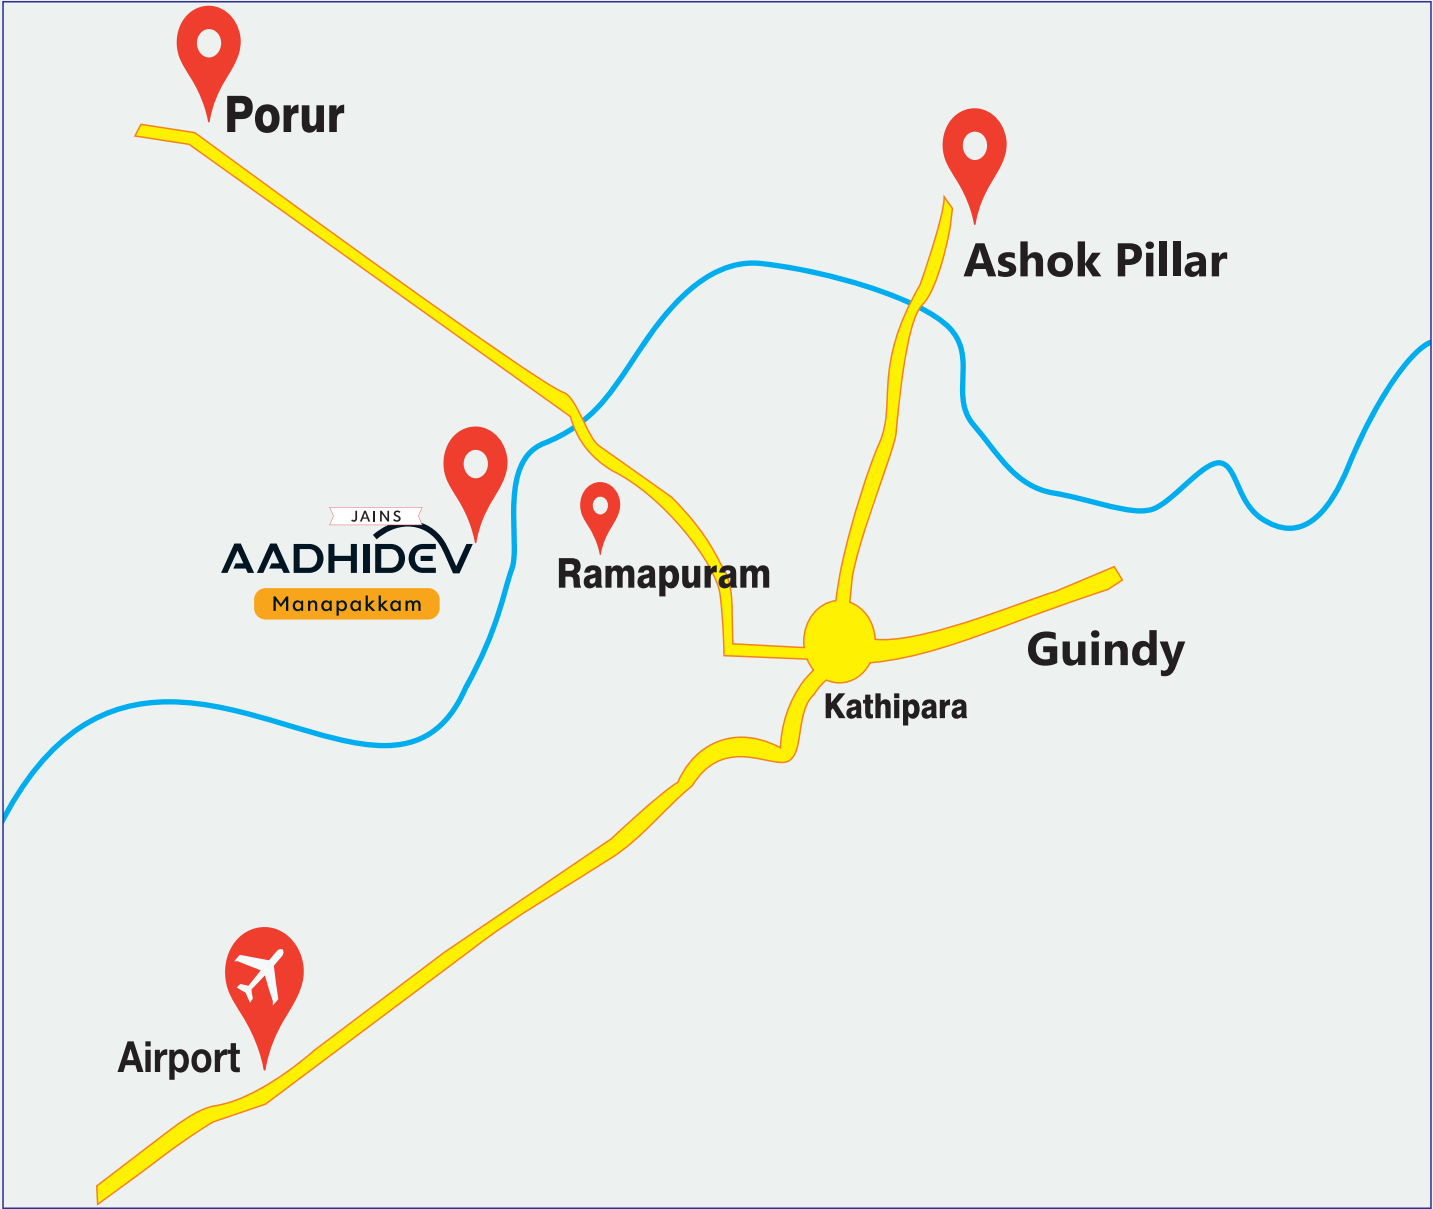 Porur
Ashok Pillar
JAINS
AADHIDEV
Manapakkam
Ramapuram
Guindy
Kathipara
Airport